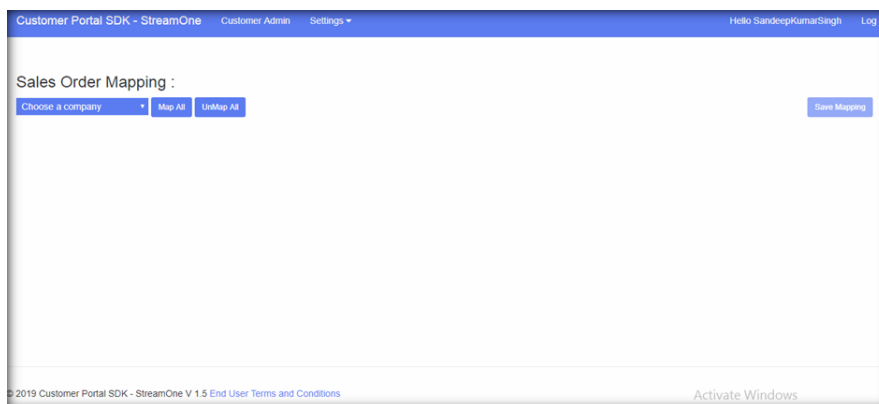 Customer Portal SDK - StreamOne Customer Admin Settings Hello SandeepKumarSingh Log
Sales Order Mapping :
Choose a company Map All UnMap All Save Mapping
© 2019 Customer Portal SDK - StreamOne V 1.5 End User Terms and Conditions
Activate Windows